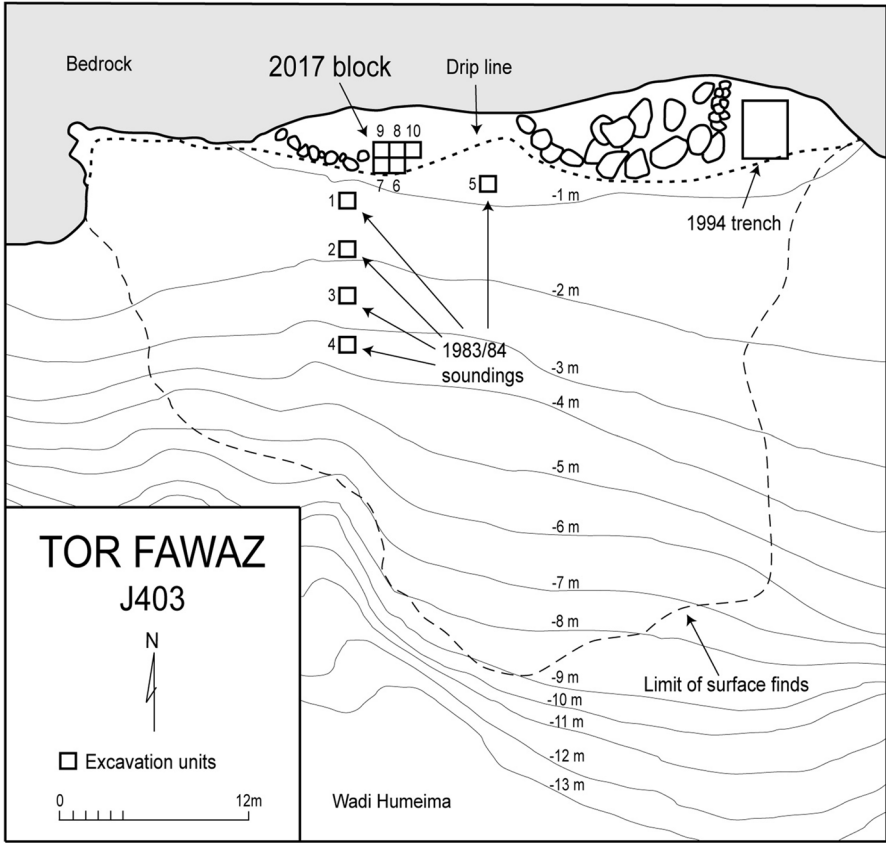 Bedrock
2017 block
Drip line
9 8 10
7 6
5
-1 m
1
1994 trench
2
-2 m
3
4
1983/84
soundings
-3 m
-4 m
-5 m
-6 m
-7 m
-8 m
-9 m
Limit of surface finds
-10 m
-11 m
-12 m
-13 m
TOR FAWAZ
J403
N
Excavation units
0 12m
Wadi Humeima